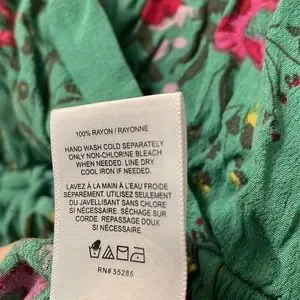 100% RAYON / RAYONNE
HAND WASH COLD SEPARATELY
ONLY NON-CHLORINE BLEACH
WHEN NEEDED. LINE DRY.
COOL IRON IF NEEDED.
LAVEZ À LA MAIN À L'EAU FROIDE
SÉPAREMENT. UTILISEZ SEULEMENT
DU JAVELLISANT SANS CHLORE
SI NÉCESSAIRE. SÉCHAGE SUR
CORDE. REPASSAGE DOUX
SI NÉCESSAIRE.
RN# 55285